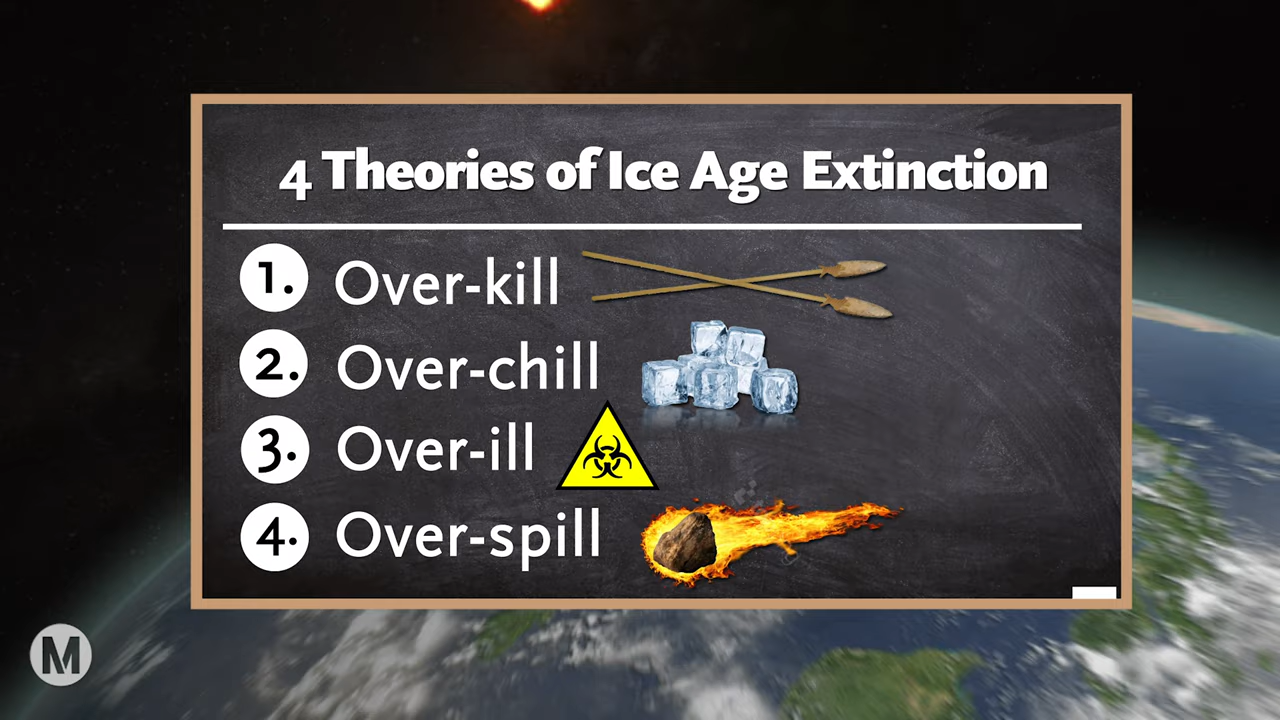 4 Theories of Ice Age Extinction
1. Over-kill
2. Over-chill
3. Over-ill
4. Over-spill
M